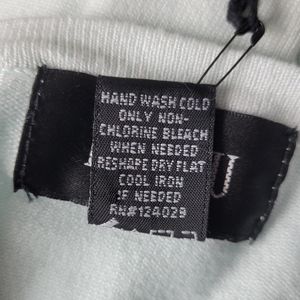 HAND WASH COLD
ONLY NON-
CHLORINE BLEACH
WHEN NEEDED
RESHAPE DRY FLAT
COOL IRON
IF NEEDED
RN#124029